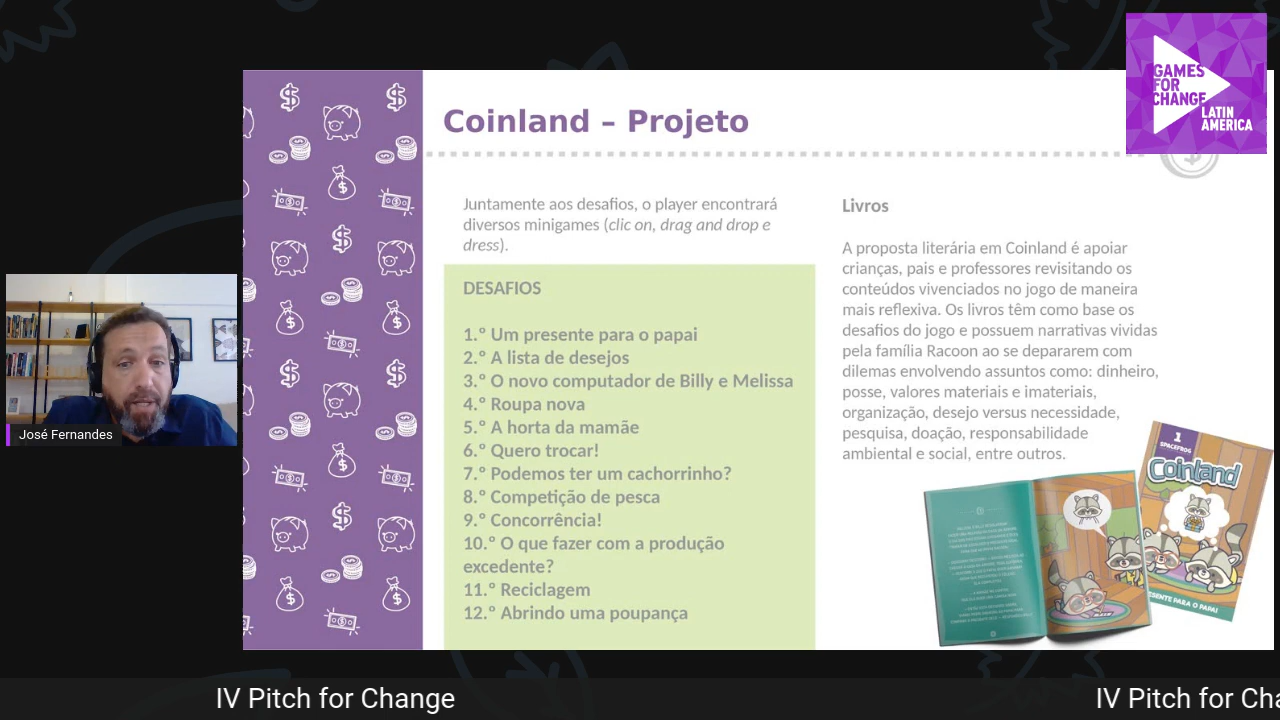 GAMES
FOR
CHANGE
LATIN
AMERICA
Coinland – Projeto
Juntamente aos desafios, o player encontrará
diversos minigames (clic on, drag and drop e
dress).
DESAFIOS
1.º Um presente para o papai
2.º A lista de desejos
3.º O novo computador de Billy e Melissa
4.º Roupa nova
5.º A horta da mamãe
6.º Quero trocar!
7.º Podemos ter um cachorrinho?
8.º Competição de pesca
9.º Concorrência!
10.º O que fazer com a produção
excedente?
11.º Reciclagem
12.º Abrindo uma poupança
Livros
A proposta literária em Coinland é apoiar
crianças, pais e professores revisitando os
conteúdos vivenciados no jogo de maneira
mais reflexiva. Os livros têm como base os
desafios do jogo e possuem narrativas vividas
pela família Racoon ao se depararem com
dilemas envolvendo assuntos como: dinheiro,
posse, valores materiais e imateriais,
organização, desejo versus necessidade,
pesquisa, doação, responsabilidade
ambiental e social, entre outros.
1
SPACEFROG
Coinland
ESENTE PARA O PAPAI
José Fernandes
IV Pitch for Change
IV Pitch for Cha